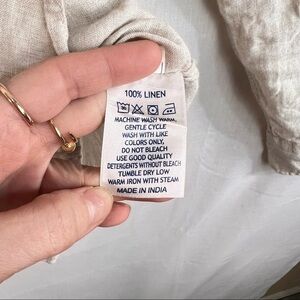 100% LINEN
MACHINE WASH WARM,
GENTLE CYCLE
WASH WITH LIKE
COLORS ONLY,
DO NOT BLEACH
USE GOOD QUALITY
DETERGENTS WITHOUT BLEACH
TUMBLE DRY LOW
WARM IRON WITH STEAM
MADE IN INDIA